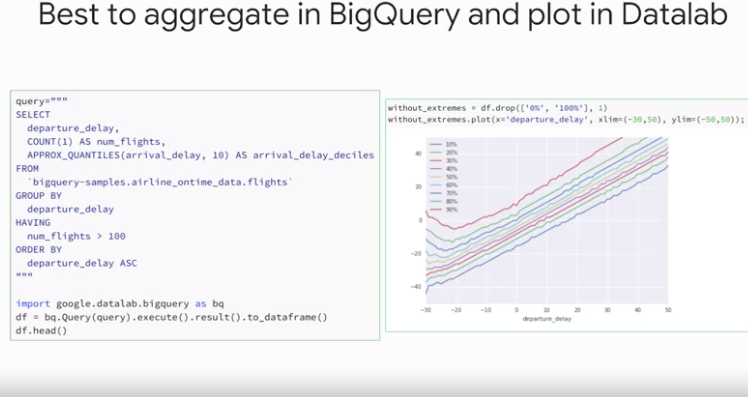 Best to aggregate in BigQuery and plot in Datalab
query="""
SELECT
departure_delay,
COUNT(1) AS num_flights,
APPROX_QUANTILES(arrival_delay, 10) AS arrival_delay_deciles
FROM
`bigquery-samples.airline_ontime_data.flights`
GROUP BY
departure_delay
HAVING
num_flights > 100
ORDER BY
departure_delay ASC
"""
import google.datalab.bigquery as bq
df = bq.Query(query).execute().result().to_dataframe()
df.head()
without_extremes = df.drop(['0%', '100%'], 1)
without_extremes.plot(x='departure_delay', xlim=(-30,50), ylim=(-50,50));
10%
20%
30%
40%
50%
60%
70%
80%
90%
40
20
0
-20
-40
-30 -20 -10 0 10 20 30 40 50
departure_delay